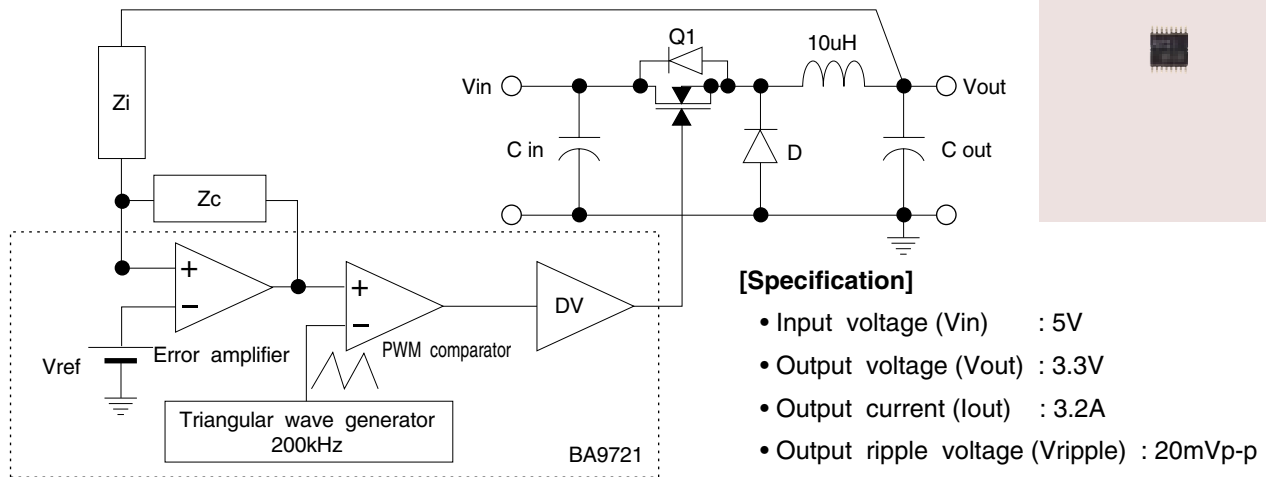 Q1
10uH
Vin
Vout
Zi
C in
D
C out
Zc
+
−
+
−
DV
Vref
Error amplifier
PWM comparator
Triangular wave generator
200kHz
BA9721
[Specification]
• Input voltage (Vin) : 5V
• Output voltage (Vout) : 3.3V
• Output current (Iout) : 3.2A
• Output ripple voltage (Vripple) : 20mVp-p